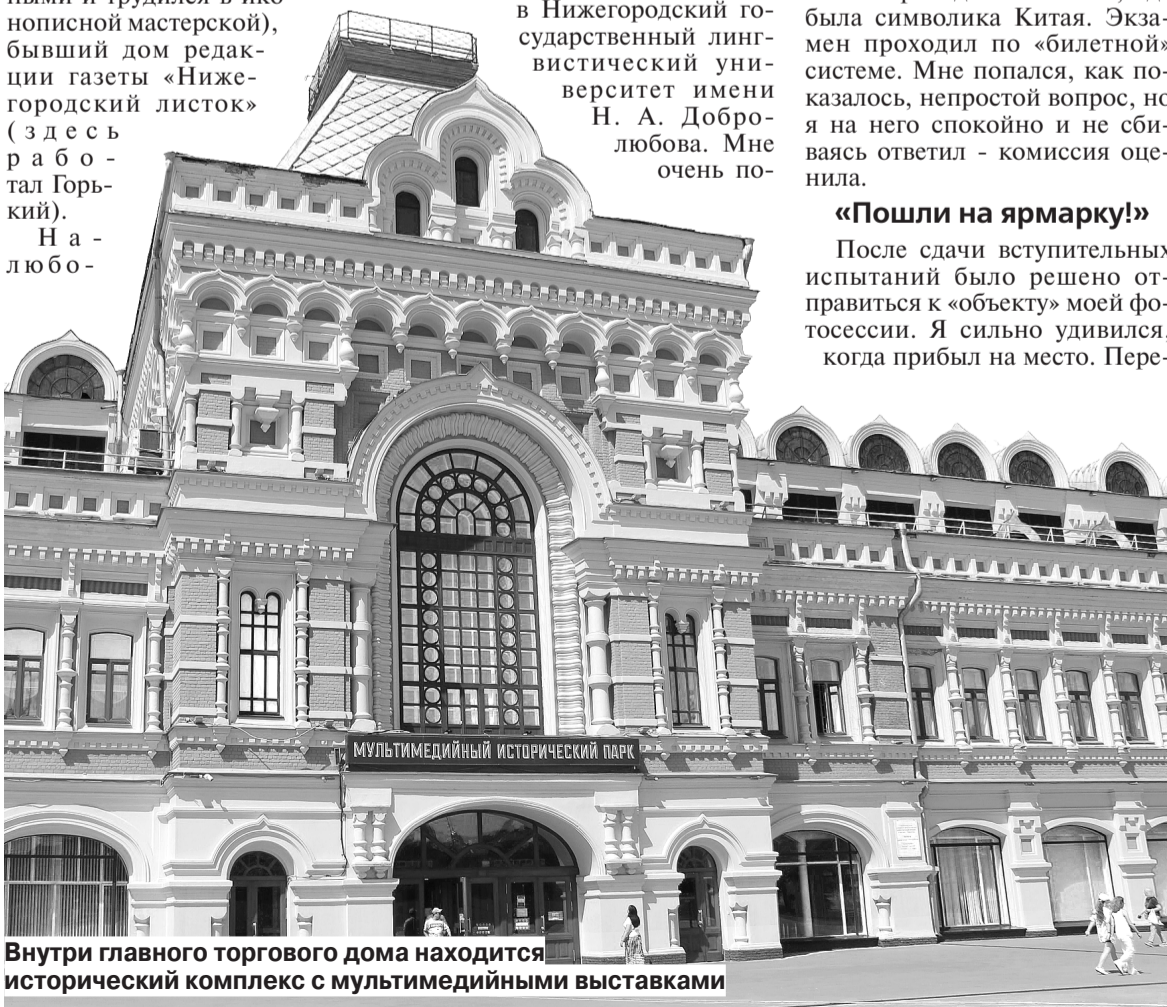 нописной мастерской),
бывший дом редак-
ции газеты «Ниже-
городский листок»
(здесь
рабо-
тал Горь-
кий).
На-
любо-
в Нижегородский го-
сударственный линг-
вистический уни-
верситет имени
Н. А. Добро-
любова. Мне
очень по-
была символика Китая. Экза-
мен проходил по «билетной»
системе. Мне попался, как по-
казалось, непростой вопрос, но
я на него спокойно и не сби-
ваясь ответил - комиссия оце-
нила.
«Пошли на ярмарку!»
После сдачи вступительных
испытаний было решено от-
правиться к «объекту» моей фо-
тосессии. Я сильно удивился,
когда прибыл на место. Пере-
МУЛЬТИМЕДИЙНЫЙ ИСТОРИЧЕСКИЙ ПАРК
Внутри главного торгового дома находится
исторический комплекс с мультимедийными выставками